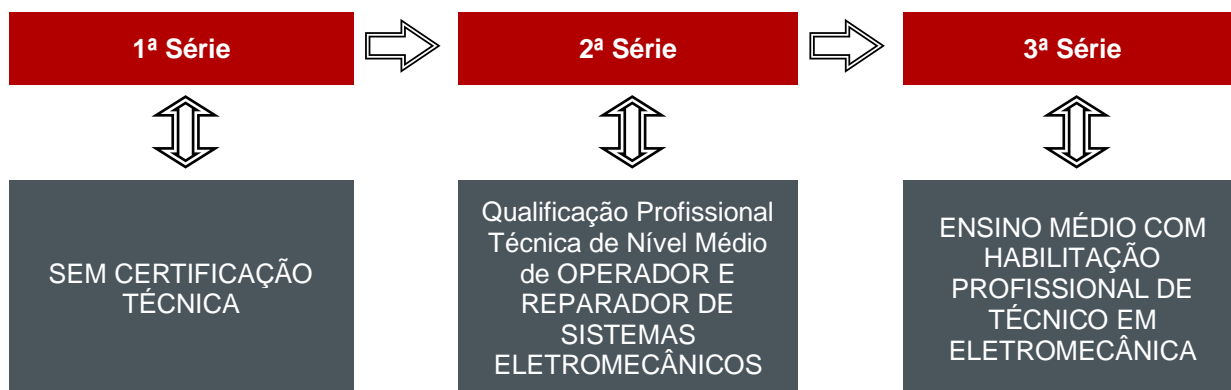 1ª Série
2ª Série
3ª Série
SEM CERTIFICAÇÃO
TÉCNICA
Qualificação Profissional
Técnica de Nível Médio
de OPERADOR E
REPARADOR DE
SISTEMAS
ELETROMECÂNICOS
ENSINO MÉDIO COM
HABILITAÇÃO
PROFISSIONAL DE
TÉCNICO EM
ELETROMECÂNICA